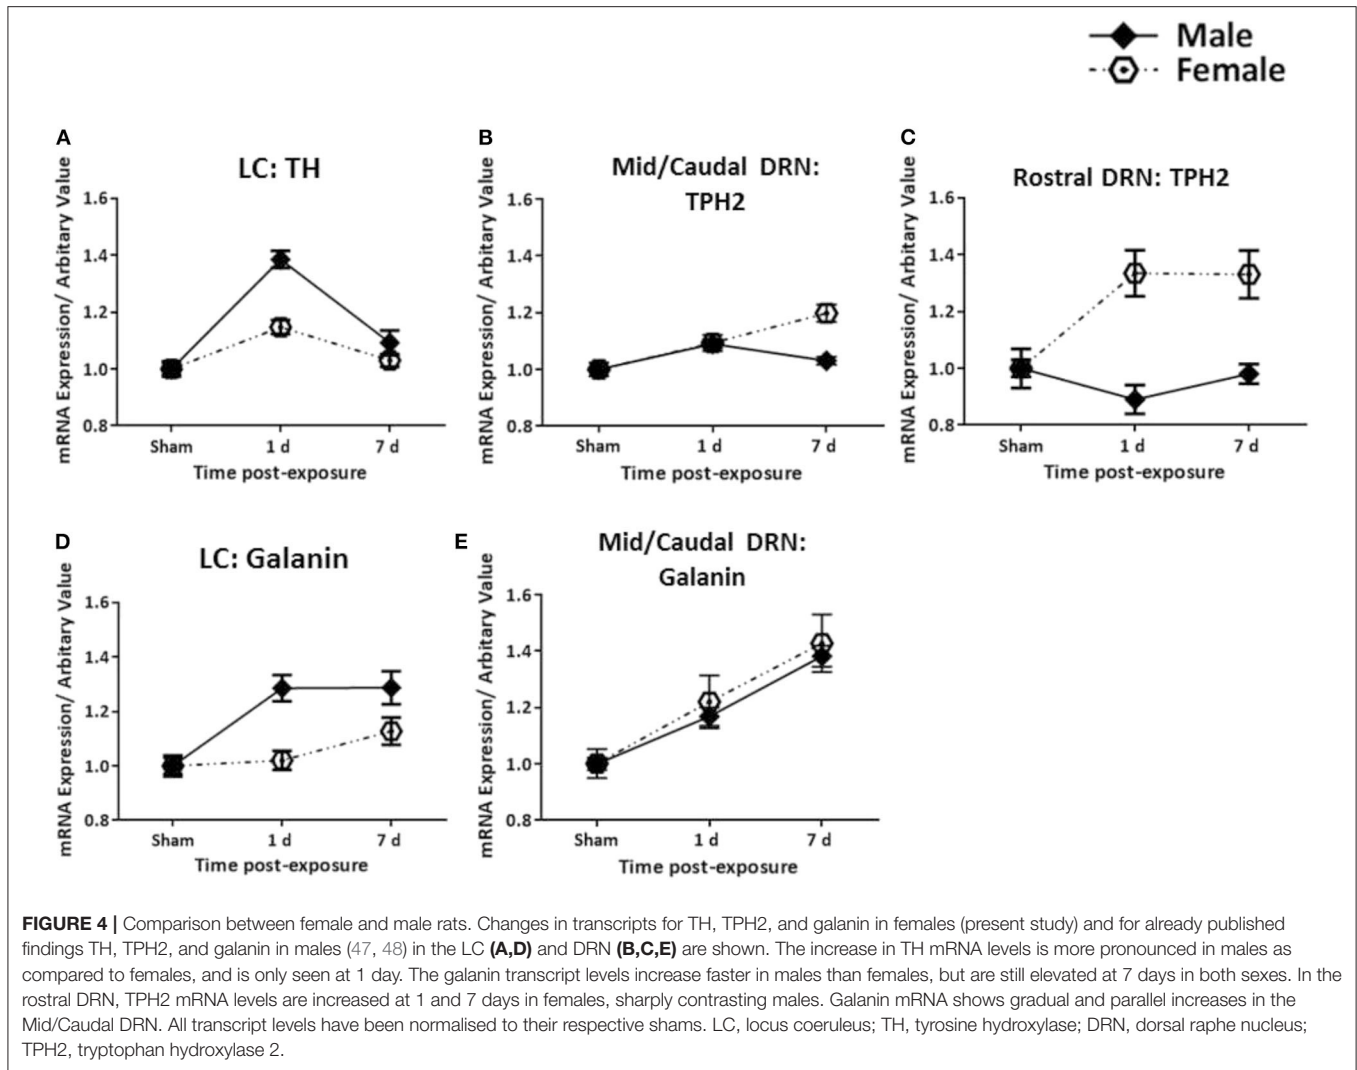 Male
Female
A
LC: TH
mRNA Expression/ Arbitary Value
1.6
1.4
1.2
1.0
0.8
Sham 1 d 7 d
Time post-exposure
B
Mid/Caudal DRN:
TPH2
mRNA Expression/ Arbitary Value
1.6
1.4
1.2
1.0
0.8
Sham 1 d 7 d
Time post-exposure
C
Rostral DRN: TPH2
mRNA Expression/ Arbitary Value
1.6
1.4
1.2
1.0
0.8
Sham 1 d 7 d
Time post-exposure
D
LC: Galanin
mRNA Expression/ Arbitary Value
1.6
1.4
1.2
1.0
0.8
Sham 1 d 7 d
Time post-exposure
E
Mid/Caudal DRN:
Galanin
mRNA Expression/ Arbitary Value
1.6
1.4
1.2
1.0
0.8
Sham 1 d 7 d
Time post-exposure
FIGURE 4 | Comparison between female and male rats. Changes in transcripts for TH, TPH2, and galanin in females (present study) and for already published
findings TH, TPH2, and galanin in males (47, 48) in the LC (A,D) and DRN (B,C,E) are shown. The increase in TH mRNA levels is more pronounced in males as
compared to females, and is only seen at 1 day. The galanin transcript levels increase faster in males than females, but are still elevated at 7 days in both sexes. In the
rostral DRN, TPH2 mRNA levels are increased at 1 and 7 days in females, sharply contrasting males. Galanin mRNA shows gradual and parallel increases in the
Mid/Caudal DRN. All transcript levels have been normalised to their respective shams. LC, locus coeruleus; TH, tyrosine hydroxylase; DRN, dorsal raphe nucleus;
TPH2, tryptophan hydroxylase 2.